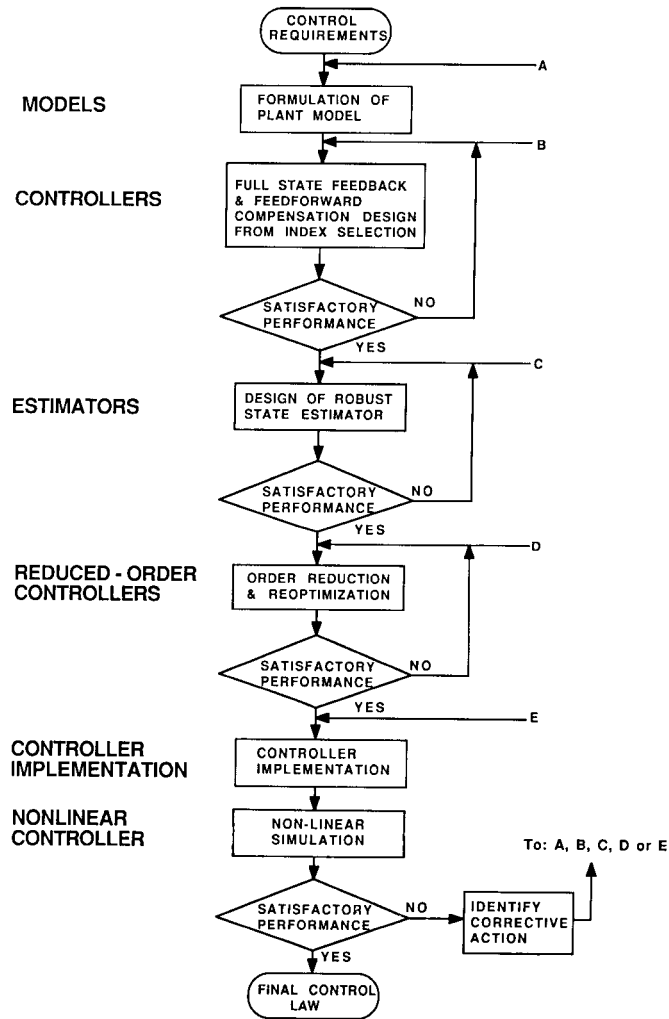 CONTROL
REQUIREMENTS
A
MODELS
FORMULATION OF
PLANT MODEL
B
CONTROLLERS
FULL STATE FEEDBACK
& FEEDFORWARD
COMPENSATION DESIGN
FROM INDEX SELECTION
SATISFACTORY
PERFORMANCE
NO
YES
C
ESTIMATORS
DESIGN OF ROBUST
STATE ESTIMATOR
SATISFACTORY
PERFORMANCE
NO
YES
D
REDUCED - ORDER
CONTROLLERS
ORDER REDUCTION
& REOPTIMIZATION
SATISFACTORY
PERFORMANCE
NO
YES
E
CONTROLLER
IMPLEMENTATION
CONTROLLER
IMPLEMENTATION
NONLINEAR
CONTROLLER
NON-LINEAR
SIMULATION
To: A, B, C, D or E
SATISFACTORY
PERFORMANCE
NO
IDENTIFY
CORRECTIVE
ACTION
YES
FINAL CONTROL
LAW